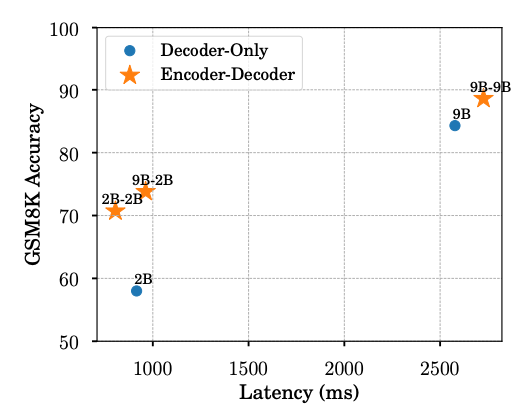 100
90
80
70
60
50
GSM8K Accuracy
Decoder-Only
Encoder-Decoder
9B-9B
9B
9B-2B
2B-2B
2B
1000
1500
2000
2500
Latency (ms)